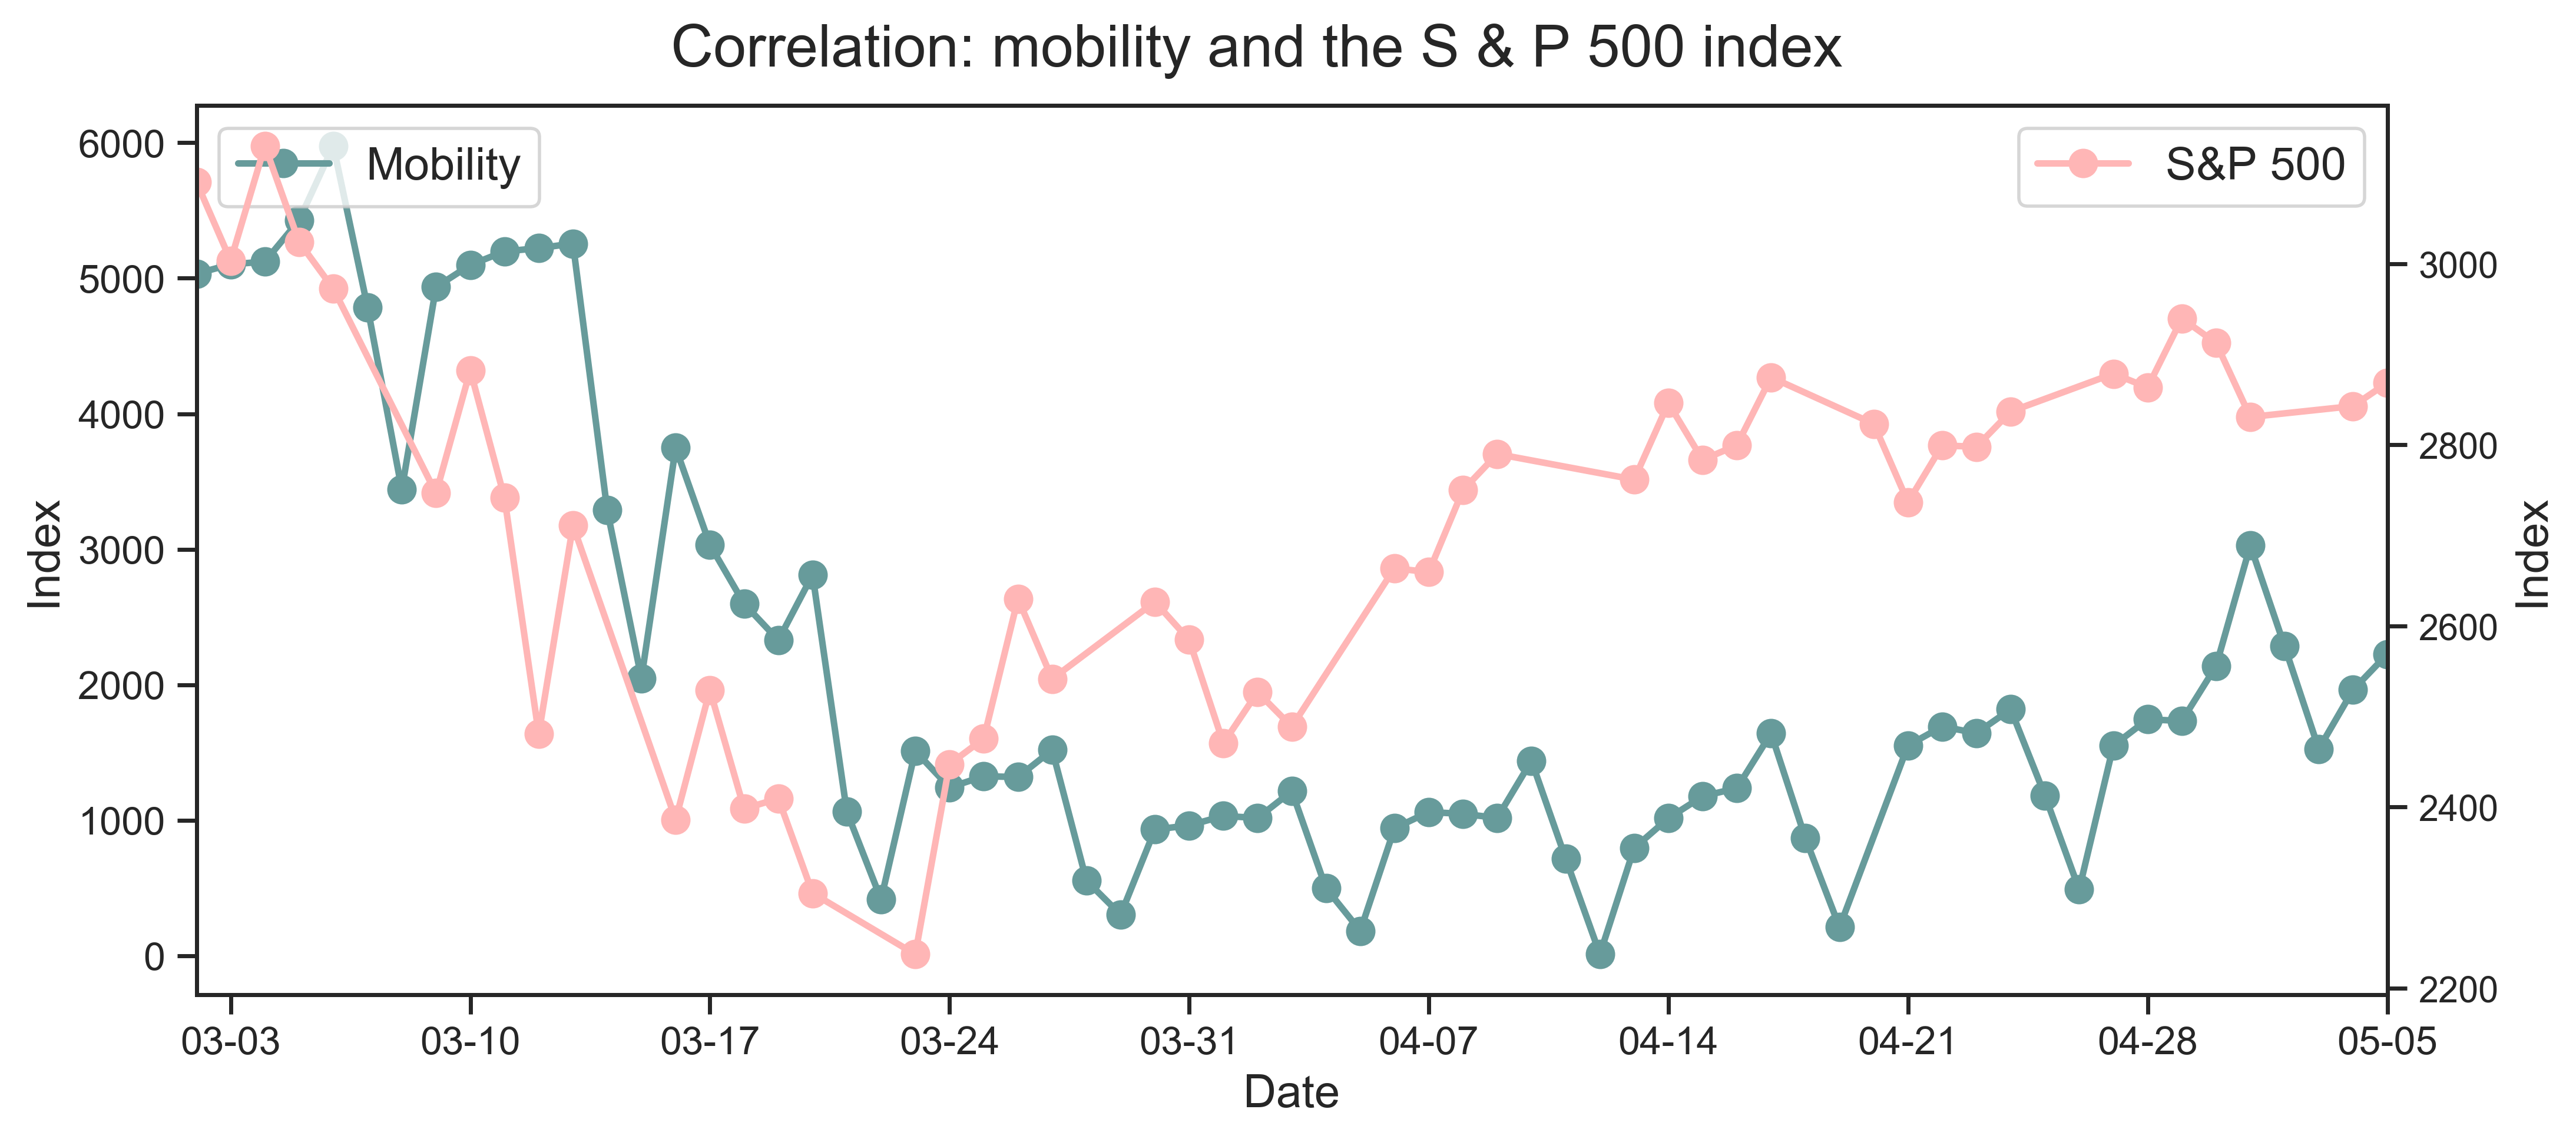 Correlation: mobility and the S & P 500 index
Mobility
S&P 500
6000
5000
4000
3000
2000
1000
0
Index
3000
2800
2600
2400
2200
Index
03-03 03-10 03-17 03-24 03-31 04-07 04-14 04-21 04-28 05-05
Date